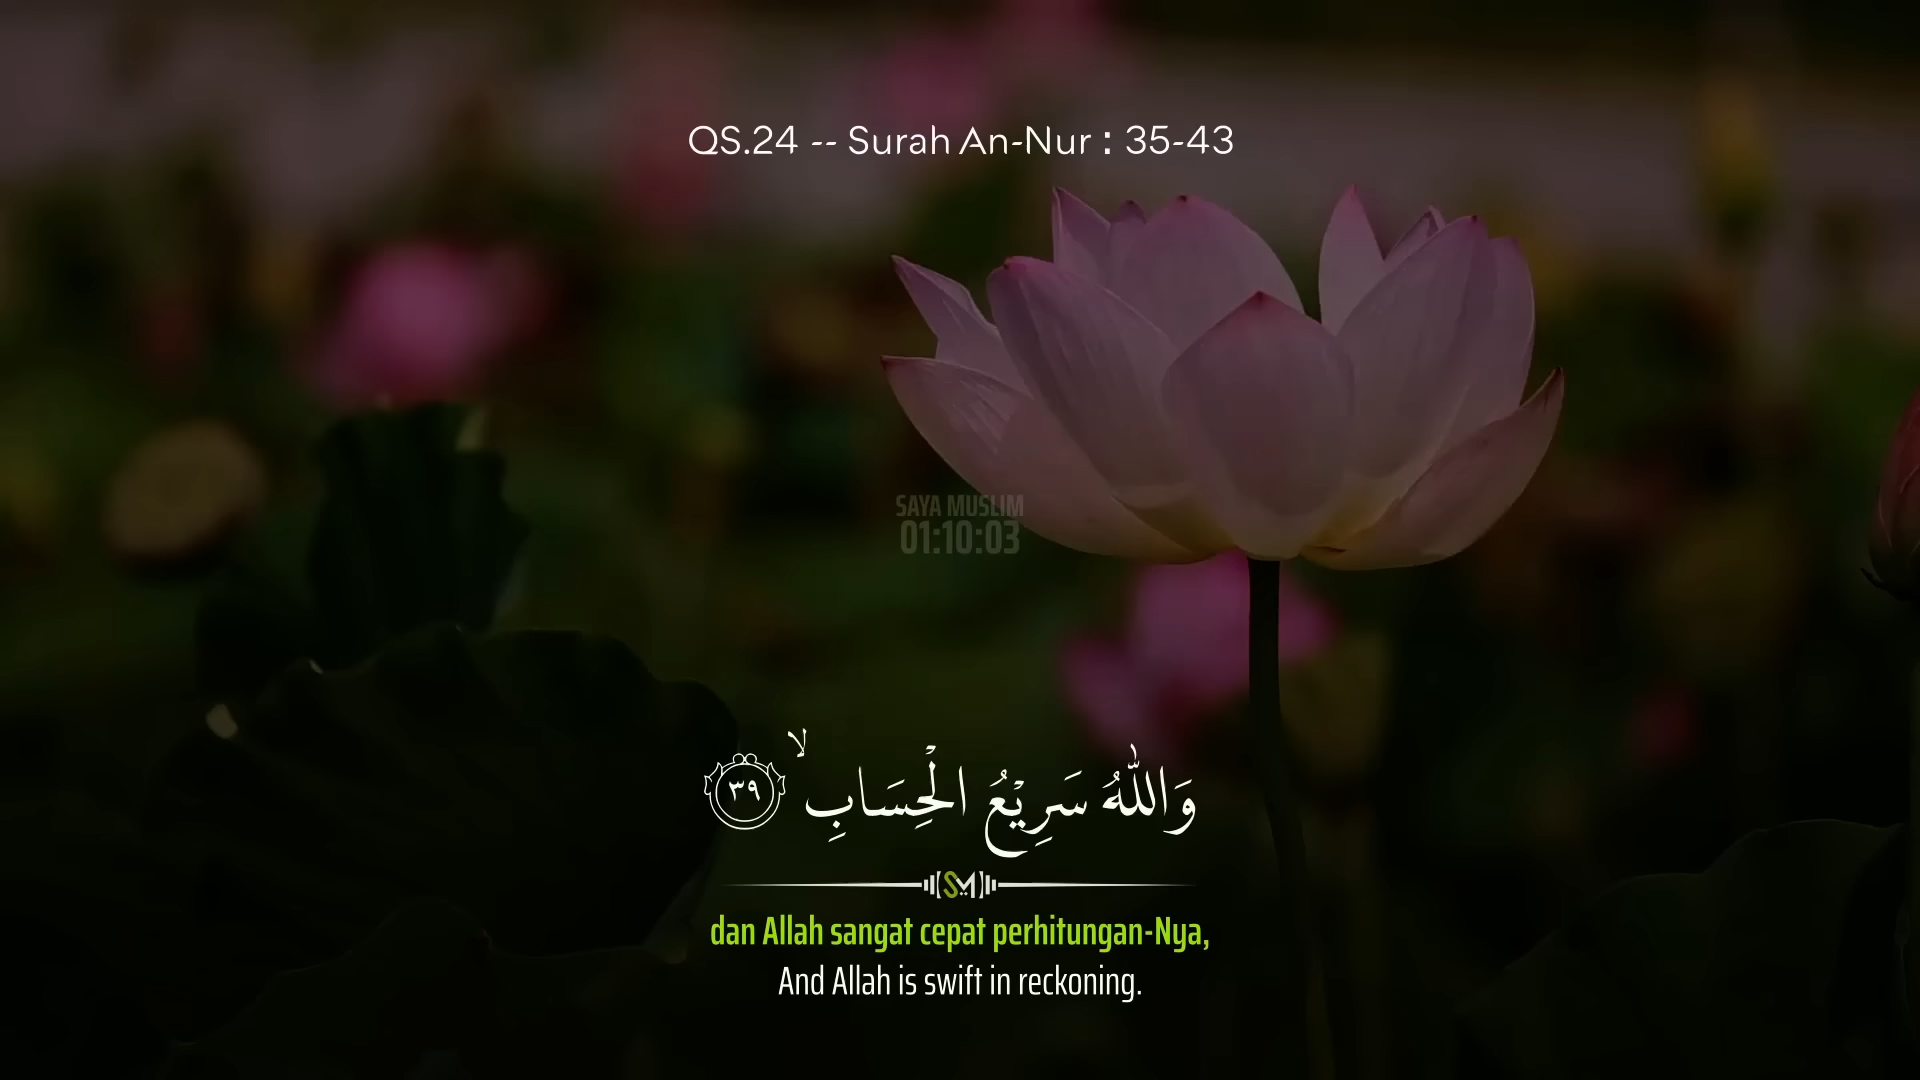 QS.24 -- Surah An-Nur : 35-43
SAYA MUSLIM
01:10:03
وَاللّٰهُ سَرِيْعُ الْحِسَابِ ۙ ٣٩
SM
dan Allah sangat cepat perhitungan-Nya,
And Allah is swift in reckoning.